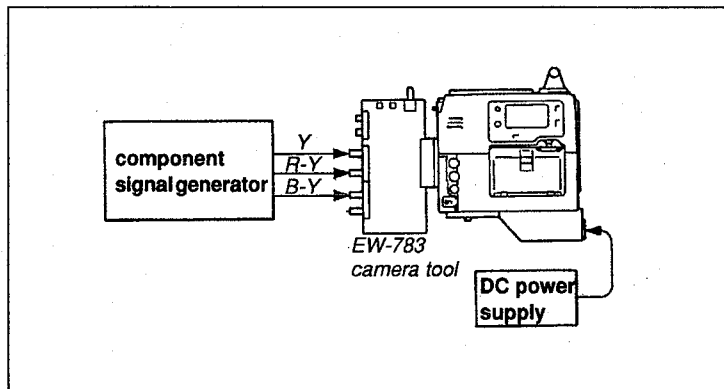 component
signal generator
Y
R-Y
B-Y
EW-783
camera tool
DC power
supply